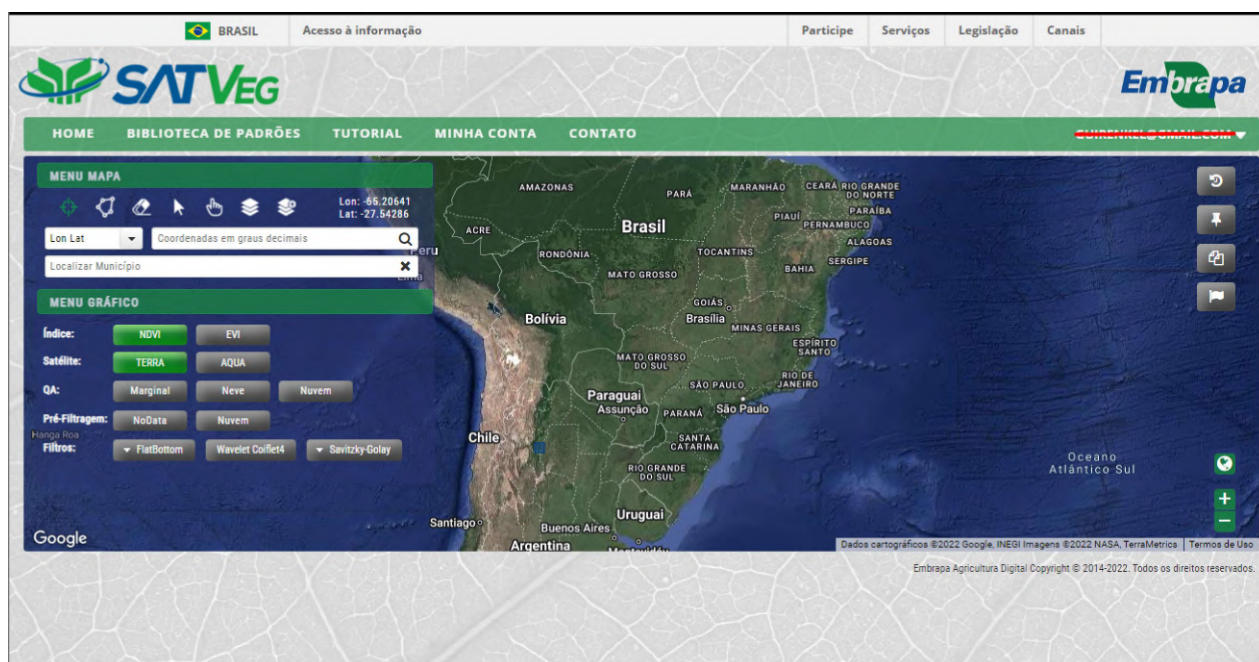 BRASIL Acesso à informação Participe Serviços Legislação Canais
SATVEG
Embrapa
HOME BIBLIOTECA DE PADRÕES TUTORIAL MINHA CONTA CONTATO
MENU MAPA
Lon: -65.20641
Lat: -27.54286
Lon Lat Coordenadas em graus decimais
Localizar Município
MENU GRÁFICO
Índice: NDVI EVI
Satélite: TERRA AQUA
QA: Marginal Neve Nuvem
Pré-Filtragem: NoData Nuvem
Hanga Roa
Filtros: FlatBottom Wavelet Coiflet4 Savitzky-Golay
AMAZONAS
PARÁ
MARANHÃO
CEARÁ
RIO GRANDE
DO NORTE
PARAÍBA
PIAUÍ
PERNAMBUCO
ACRE
Brasil
ALAGOAS
Peru
RONDÔNIA
TOCANTINS
SERGIPE
BAHIA
Lima
MATO GROSSO
GOIÁS
Bolívia
Brasília
MINAS GERAIS
ESPÍRITO
SANTO
MATO GROSSO
DO SUL
RIO DE
JANEIRO
SÃO PAULO
Paraguai
Assunção
PARANÁ
São Paulo
Chile
SANTA
CATARINA
Oceano
Atlântico Sul
RIO GRANDE
DO SUL
Uruguai
Santiago
Buenos Aires
Argentina
Montevidéu
Google
Dados cartográficos ©2022 Google, INEGI Imagens ©2022 NASA, TerraMetrics Termos de Uso
Embrapa Agricultura Digital Copyright © 2014-2022. Todos os direitos reservados.